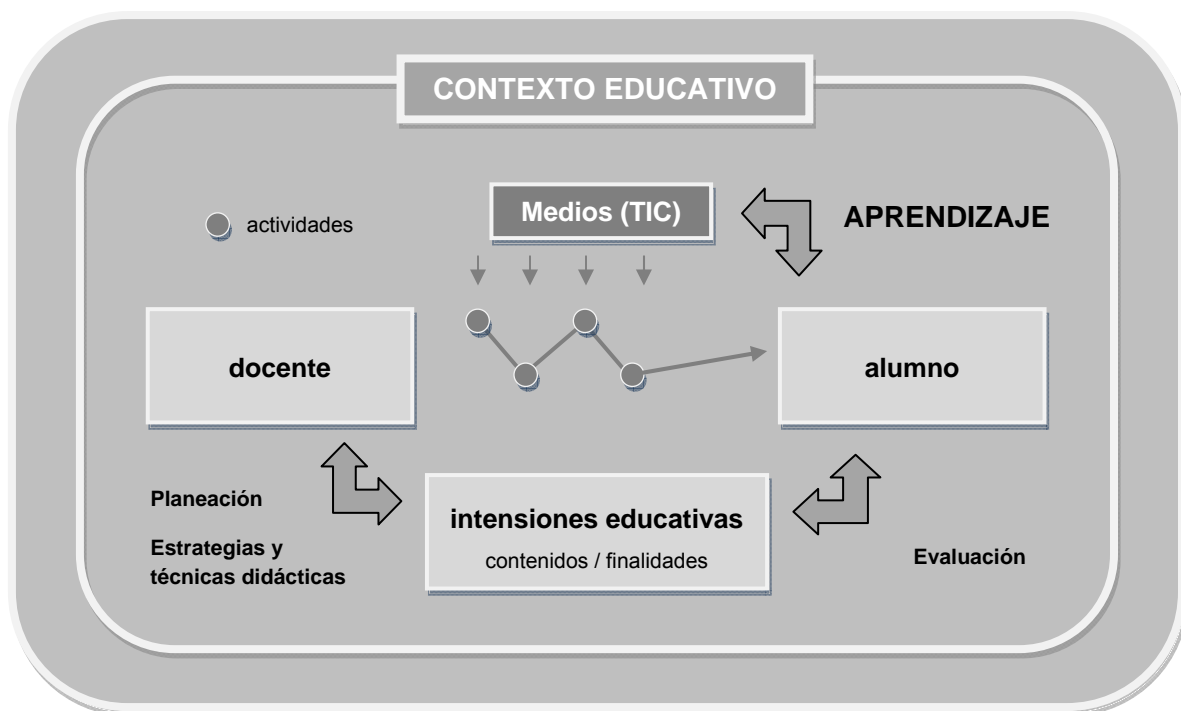 CONTEXTO EDUCATIVO
Medios (TIC)
APRENDIZAJE
actividades
docente
alumno
Planeación
Estrategias y
técnicas didácticas
intensiones educativas
contenidos / finalidades
Evaluación